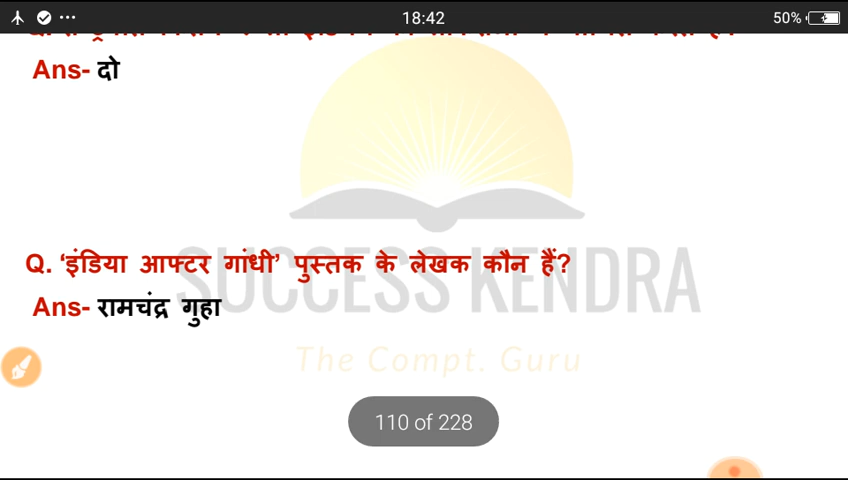 18:42
50%
Ans- दो
Q. ‘इंडिया आफ्टर गांधी’ पुस्तक के लेखक कौन हैं?
Ans- रामचंद्र गुहा
SUCCESS KENDRA
The Compt. Guru
110 of 228